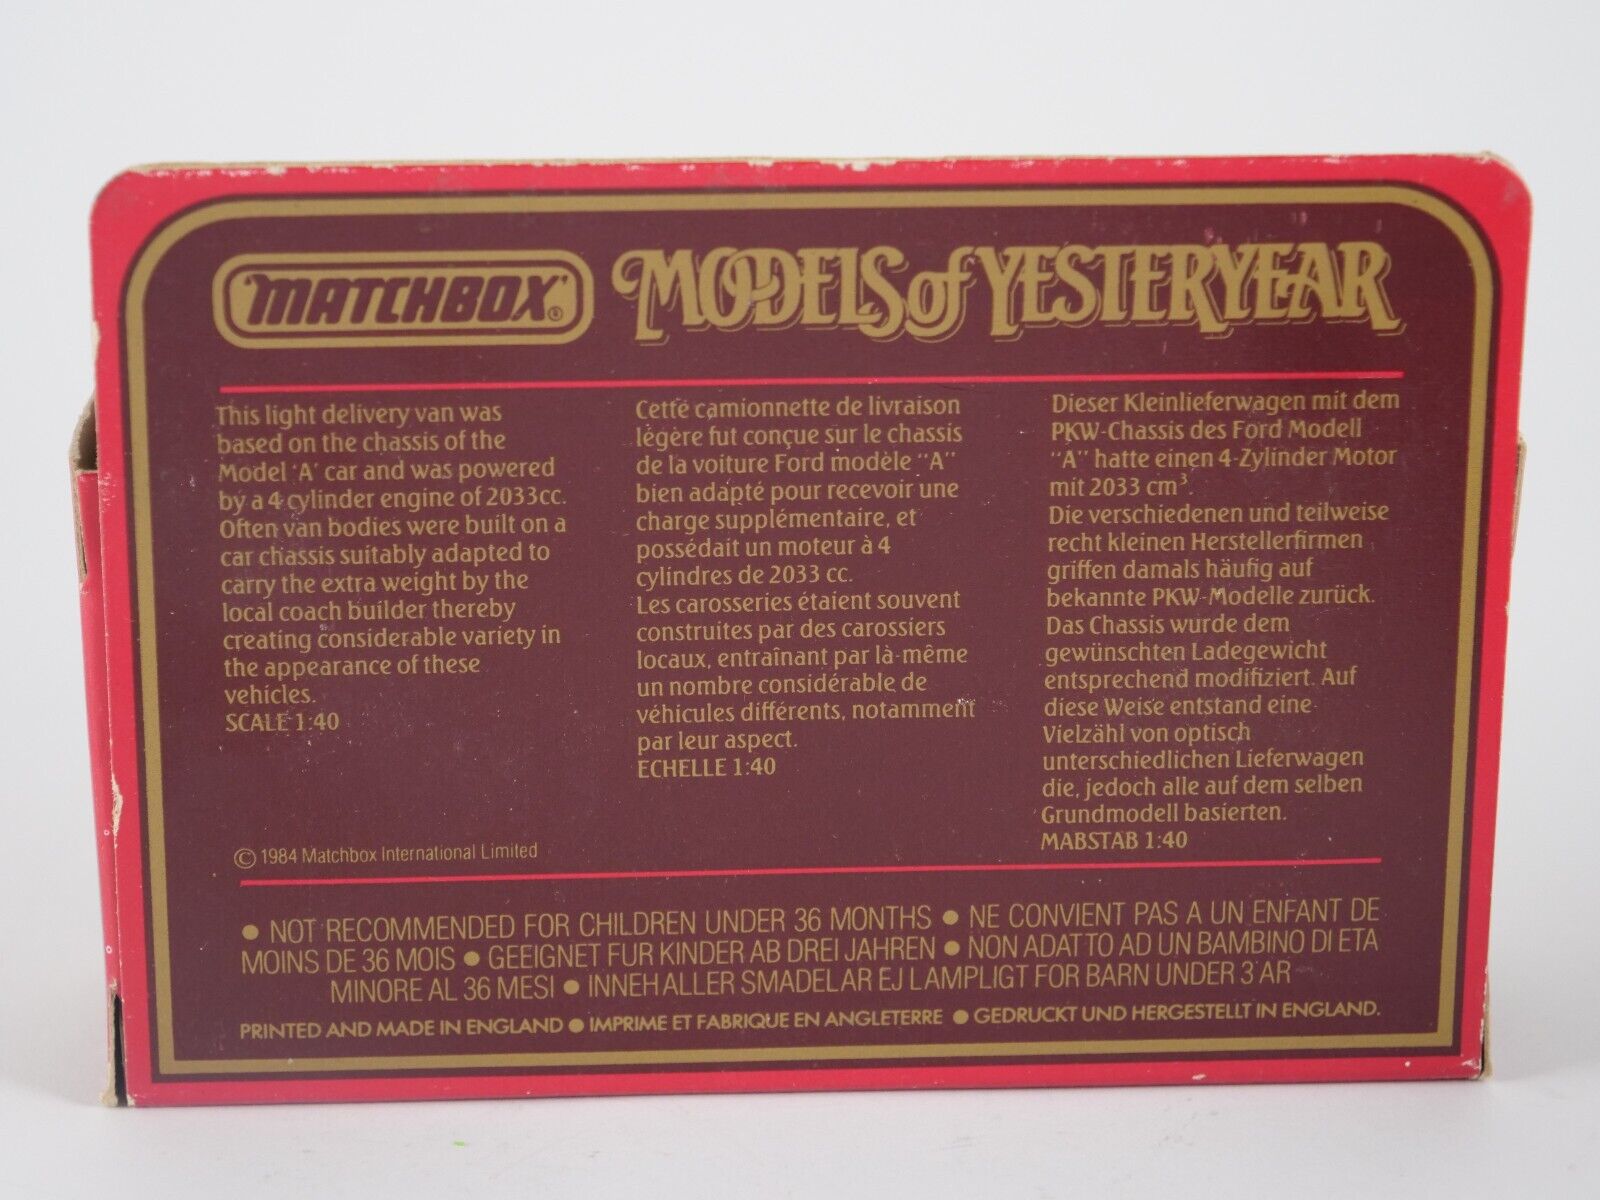 MATCHBOX®
MODELS of YESTERYEAR
This light delivery van was
based on the chassis of the
Model 'A' car and was powered
by a 4 cylinder engine of 2033cc.
Often van bodies were built on a
car chassis suitably adapted to
carry the extra weight by the
local coach builder thereby
creating considerable variety in
the appearance of these
vehicles.
SCALE 1:40
© 1984 Matchbox International Limited
Cette camionnette de livraison
légère fut conçue sur le chassis
de la voiture Ford modèle "A"
bien adapté pour recevoir une
charge supplémentaire, et
possédait un moteur à 4
cylindres de 2033 cc.
Les carosseries étaient souvent
construites par des carossiers
locaux, entraînant par là-même
un nombre considérable de
véhicules différents, notamment
par leur aspect.
ECHELLE 1:40
Dieser Kleinlieferwagen mit dem
PKW-Chassis des Ford Modell
"A" hatte einen 4-Zylinder Motor
mit 2033 cm³.
Die verschiedenen und teilweise
recht kleinen Herstellerfirmen
griffen damals häufig auf
bekannte PKW-Modelle zurück.
Das Chassis wurde dem
gewünschten Ladegewicht
entsprechend modifiziert. Auf
diese Weise entstand eine
Vielzähl von optisch
unterschiedlichen Lieferwagen
die, jedoch alle auf dem selben
Grundmodell basierten.
MABSTAB 1:40
● NOT RECOMMENDED FOR CHILDREN UNDER 36 MONTHS ● NE CONVIENT PAS A UN ENFANT DE
MOINS DE 36 MOIS ● GEEIGNET FUR KINDER AB DREI JAHREN ● NON ADATTO AD UN BAMBINO DI ETA
MINORE AL 36 MESI ● INNEHALLER SMADELAR EJ LAMPLIGT FOR BARN UNDER 3'AR
PRINTED AND MADE IN ENGLAND ● IMPRIME ET FABRIQUE EN ANGLETERRE ● GEDRUCKT UND HERGESTELLT IN ENGLAND.